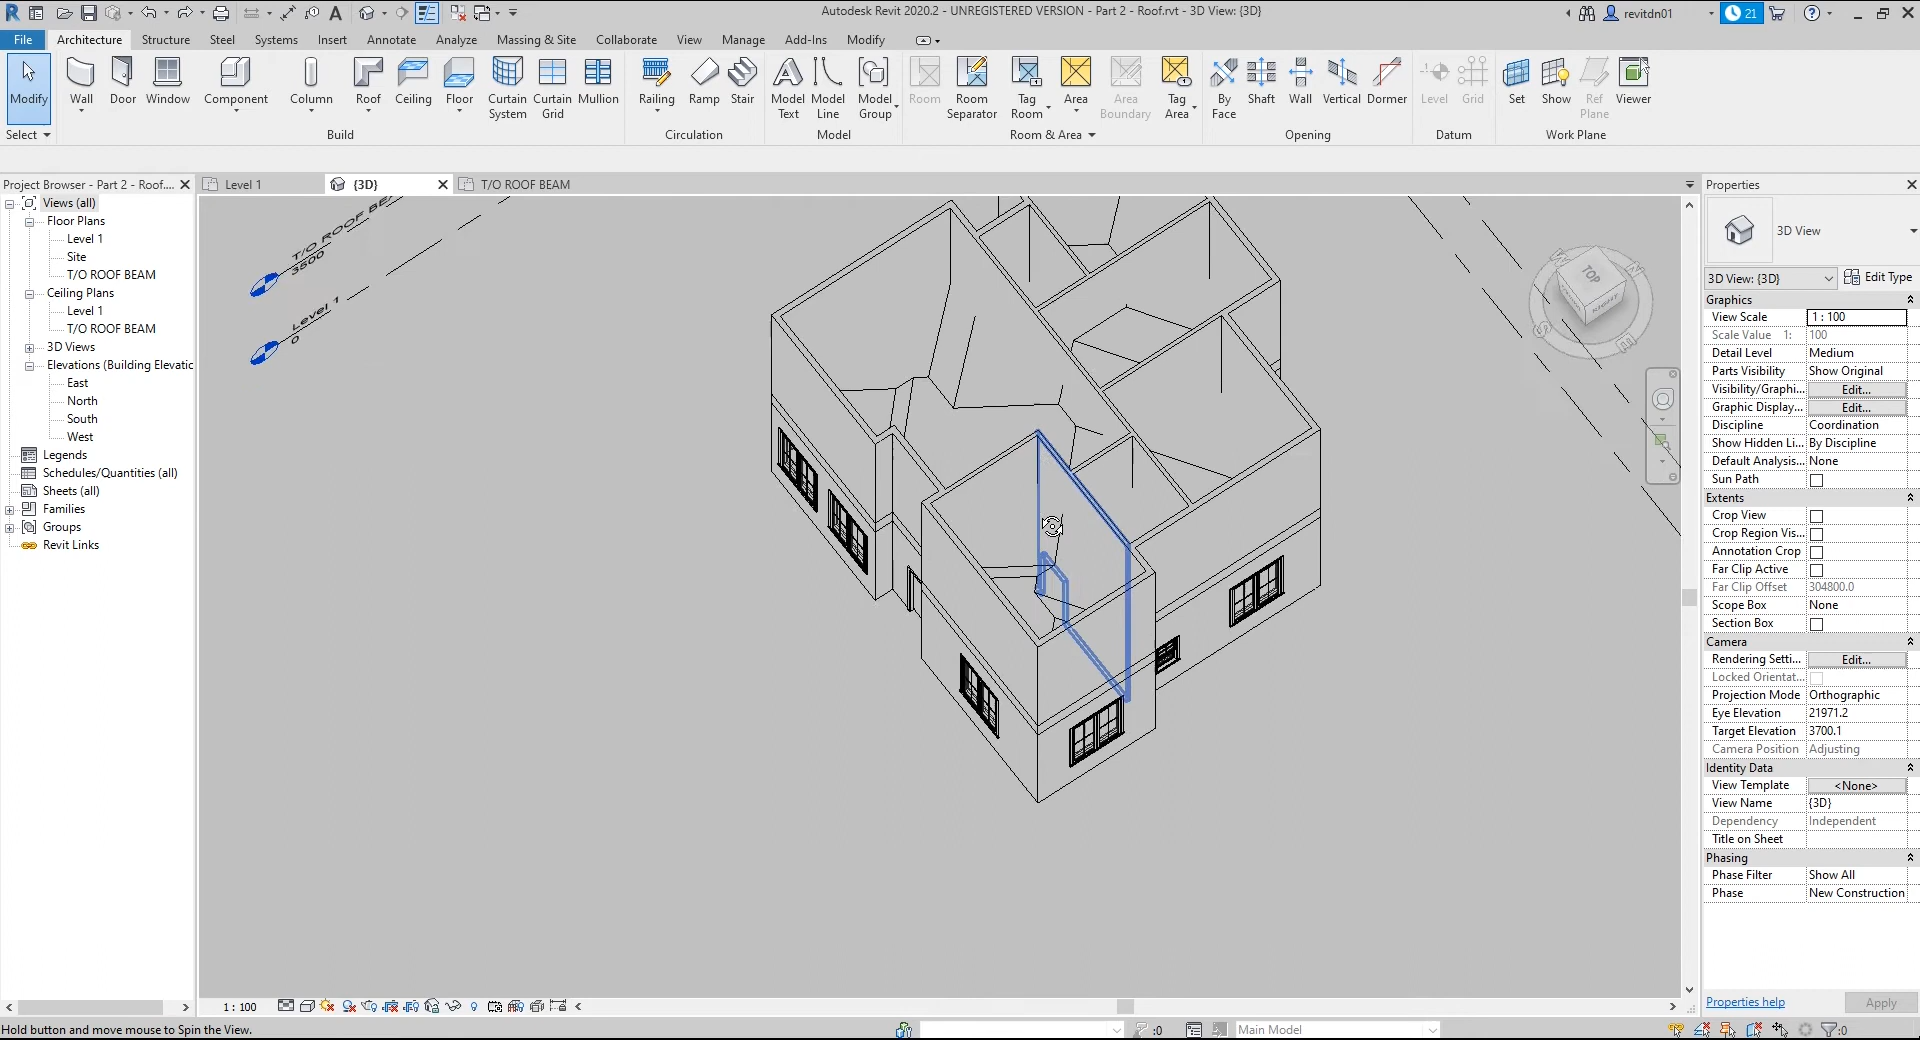 Autodesk Revit 2020.2 - UNREGISTERED VERSION - Part 2 - Roof.rvt - 3D View: {3D}
revitdn01
21
File Architecture Structure Steel Systems Insert Annotate Analyze Massing & Site Collaborate View Manage Add-Ins Modify
Modify Wall Door Window Component Column Roof Ceiling Floor Curtain System Curtain Grid Mullion Railing Ramp Stair Model Text Model Line Model Group Room Room Separator Tag Room Area Area Boundary Tag Area By Face Shaft Wall Vertical Dormer Level Grid Set Show Ref Plane Viewer
Select Build Circulation Model Room & Area Opening Datum Work Plane
Project Browser - Part 2 - Roof....
Level 1
{3D}
T/O ROOF BEAM
Properties
Views (all)
Floor Plans
Level 1
Site
T/O ROOF BEAM
Ceiling Plans
Level 1
T/O ROOF BEAM
3D Views
Elevations (Building Elevatic
East
North
South
West
Legends
Schedules/Quantities (all)
Sheets (all)
Families
Groups
Revit Links
T/O ROOF BE
3500
Level 1
0
TOP
N
S
E
3D View
3D View: {3D} Edit Type
Graphics
View Scale 1 : 100
Scale Value 1: 100
Detail Level Medium
Parts Visibility Show Original
Visibility/Graphi... Edit...
Graphic Display... Edit...
Discipline Coordination
Show Hidden Li... By Discipline
Default Analysis... None
Sun Path
Extents
Crop View
Crop Region Vis...
Annotation Crop
Far Clip Active
Far Clip Offset 304800.0
Scope Box None
Section Box
Camera
Rendering Setti... Edit...
Locked Orientat...
Projection Mode Orthographic
Eye Elevation 21971.2
Target Elevation 3700.1
Camera Position Adjusting
Identity Data
View Template <None>
View Name {3D}
Dependency Independent
Title on Sheet
Phasing
Phase Filter Show All
Phase New Construction
Properties help Apply
1 : 100
Hold button and move mouse to Spin the View.
:0
Main Model
:0